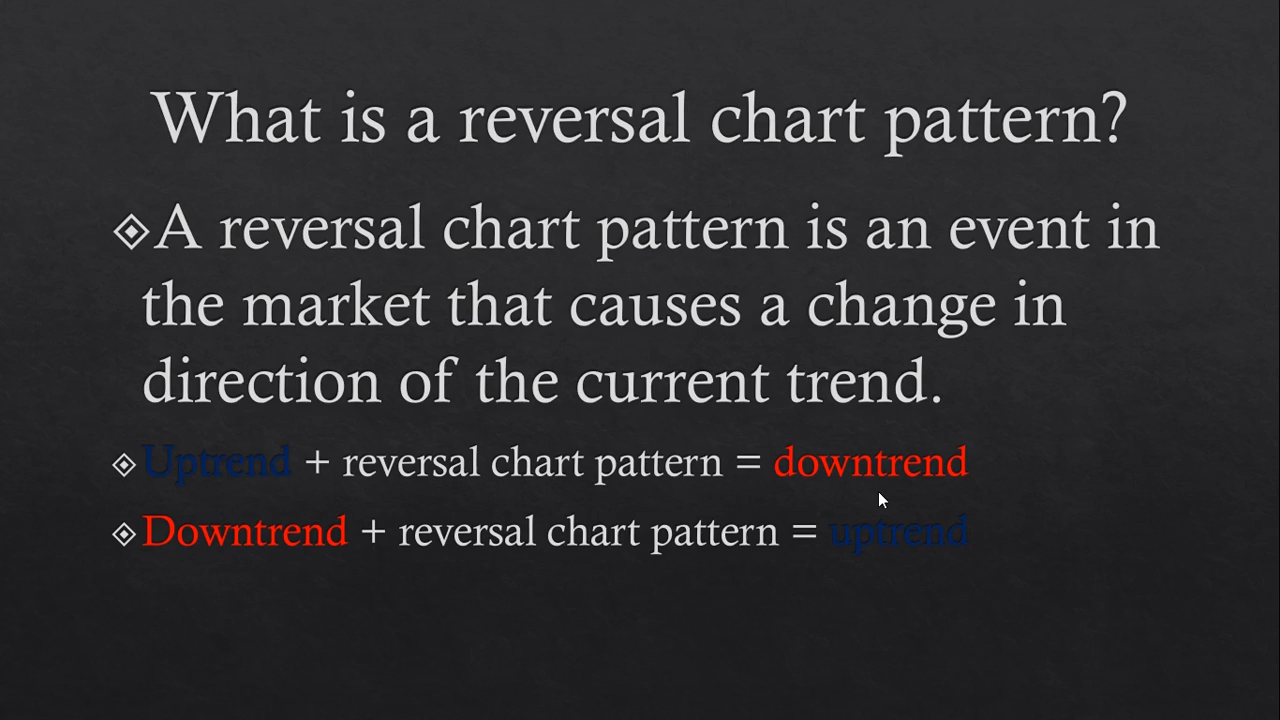 What is a reversal chart pattern?
A reversal chart pattern is an event in
the market that causes a change in
direction of the current trend.
Uptrend + reversal chart pattern = downtrend
Downtrend + reversal chart pattern = uptrend